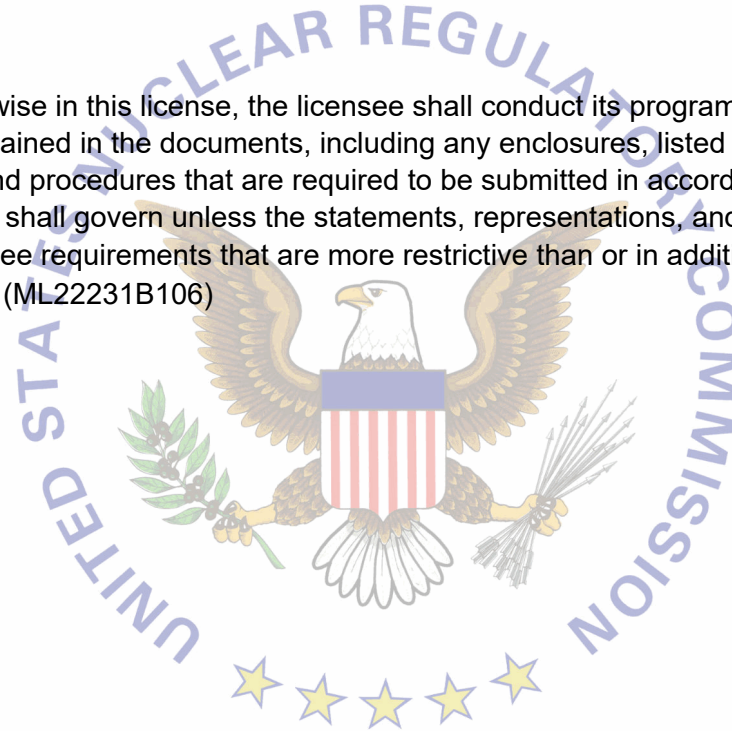 UNITED STATES NUCLEAR REGULATORY COMMISSION
wise in this license, the licensee shall conduct its program
ained in the documents, including any enclosures, listed
nd procedures that are required to be submitted in accord
shall govern unless the statements, representations, and
ee requirements that are more restrictive than or in addit
(ML22231B106)